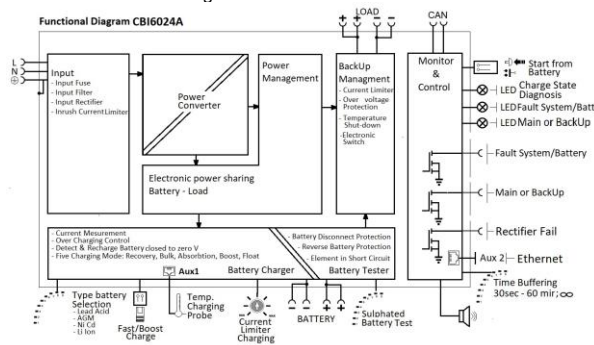 Functional Diagram CBI6024A
LOAD
CAN
+ + - -
L
N
Input
- Input Fuse
- Input Filter
- Input Rectifier
- Inrush CurrentLimiter
Power
Converter
Power
Management
BackUp
Managment
- Current Limiter
- Over voltage
Protection
- Temperature
Shut-down
-Electronic
Switch
Monitor
&
Control
Start from
Battery
LED Charge State
Diagnosis
LED Fault System/Batt
LED Main or BackUp
Fault System/Battery
Main or BackUp
Rectifier Fail
Aux 2 Ethernet
Time Buffering
30sec - 60 mir; ∞
Electronic power sharing
Battery - Load
- Current Mesurement
- Over Charging Control
- Detect & Recharge Battery closed to zero V
- Five Charging Mode: Recovery, Bulk, Absorbtion, Boost, Float
Aux1
Battery Charger
- Battery Disconnect Protection
- Reverse Battery Protection
- Element in Short Circuit
Battery Tester
Type battery
Selection
- Lead Acid
- AGM
- Ni Cd
- Li Ion
Fast/Boost
Charge
Temp.
Charging
Probe
Current
Limiter
Charging
- - + +
BATTERY
Sulphated
Battery Test